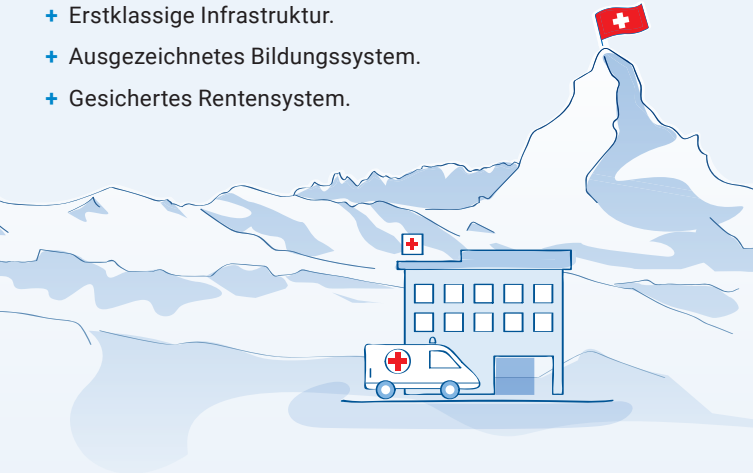 + Erstklassige Infrastruktur.
+ Ausgezeichnetes Bildungssystem.
+ Gesichertes Rentensystem.